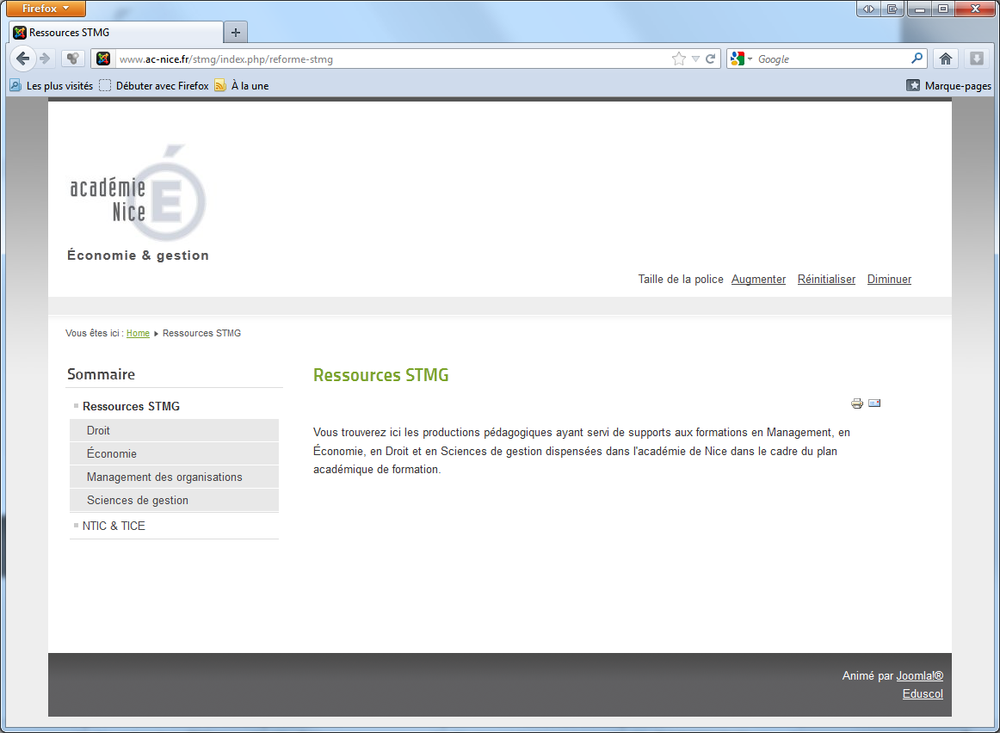 Firefox
Ressources STMG
www.ac-nice.fr/stmg/index.php/reforme-stmg
Google
Les plus visités Débuter avec Firefox À la une Marque-pages
académie
Nice
É
Économie & gestion
Taille de la police Augmenter Réinitialiser Diminuer
Vous êtes ici : Home Ressources STMG
Sommaire
Ressources STMG
Droit
Économie
Management des organisations
Sciences de gestion
NTIC & TICE
Ressources STMG
Vous trouverez ici les productions pédagogiques ayant servi de supports aux formations en Management, en
Économie, en Droit et en Sciences de gestion dispensées dans l'académie de Nice dans le cadre du plan
académique de formation.
Animé par Joomla!®
Eduscol